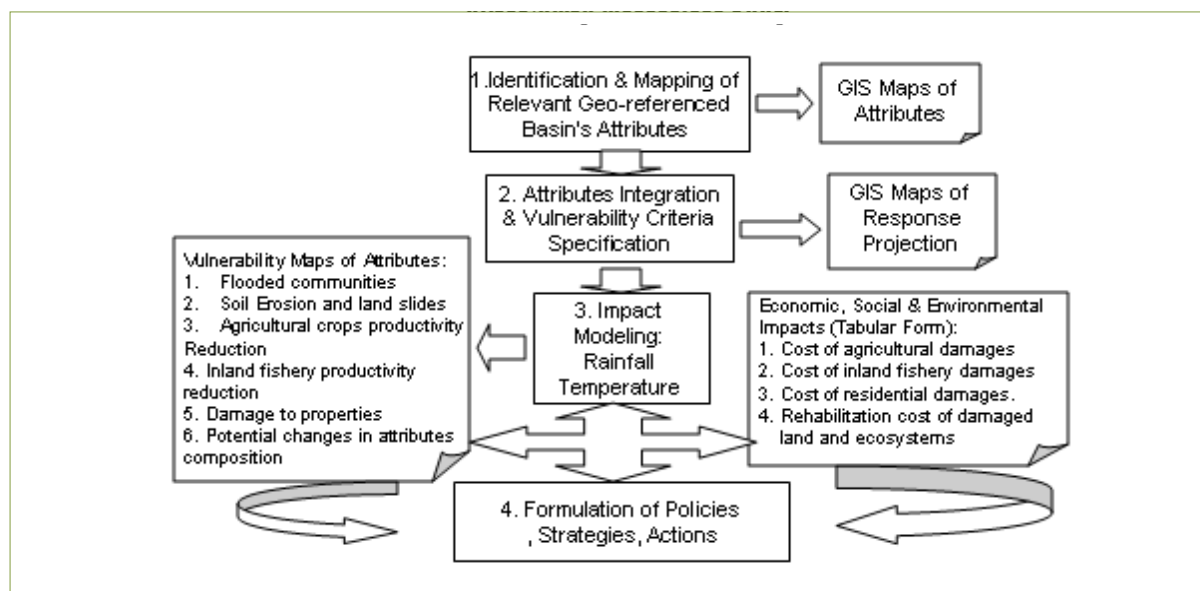 1.Identification & Mapping of
Relevant Geo-referenced
Basin's Attributes
GIS Maps of
Attributes
2. Attributes Integration
& Vulnerability Criteria
Specification
GIS Maps of
Response
Projection
Vulnerability Maps of Attributes:
1. Flooded communities
2. Soil Erosion and land slides
3. Agricultural crops productivity
Reduction
4. Inland fishery productivity
reduction
5. Damage to properties
6. Potential changes in attributes
composition
3. Impact
Modeling:
Rainfall
Temperature
Economic, Social & Environmental
Impacts (Tabular Form):
1. Cost of agricultural damages
2. Cost of inland fishery damages
3. Cost of residential damages.
4. Rehabilitation cost of damaged
land and ecosystems
4. Formulation of Policies
, Strategies, Actions